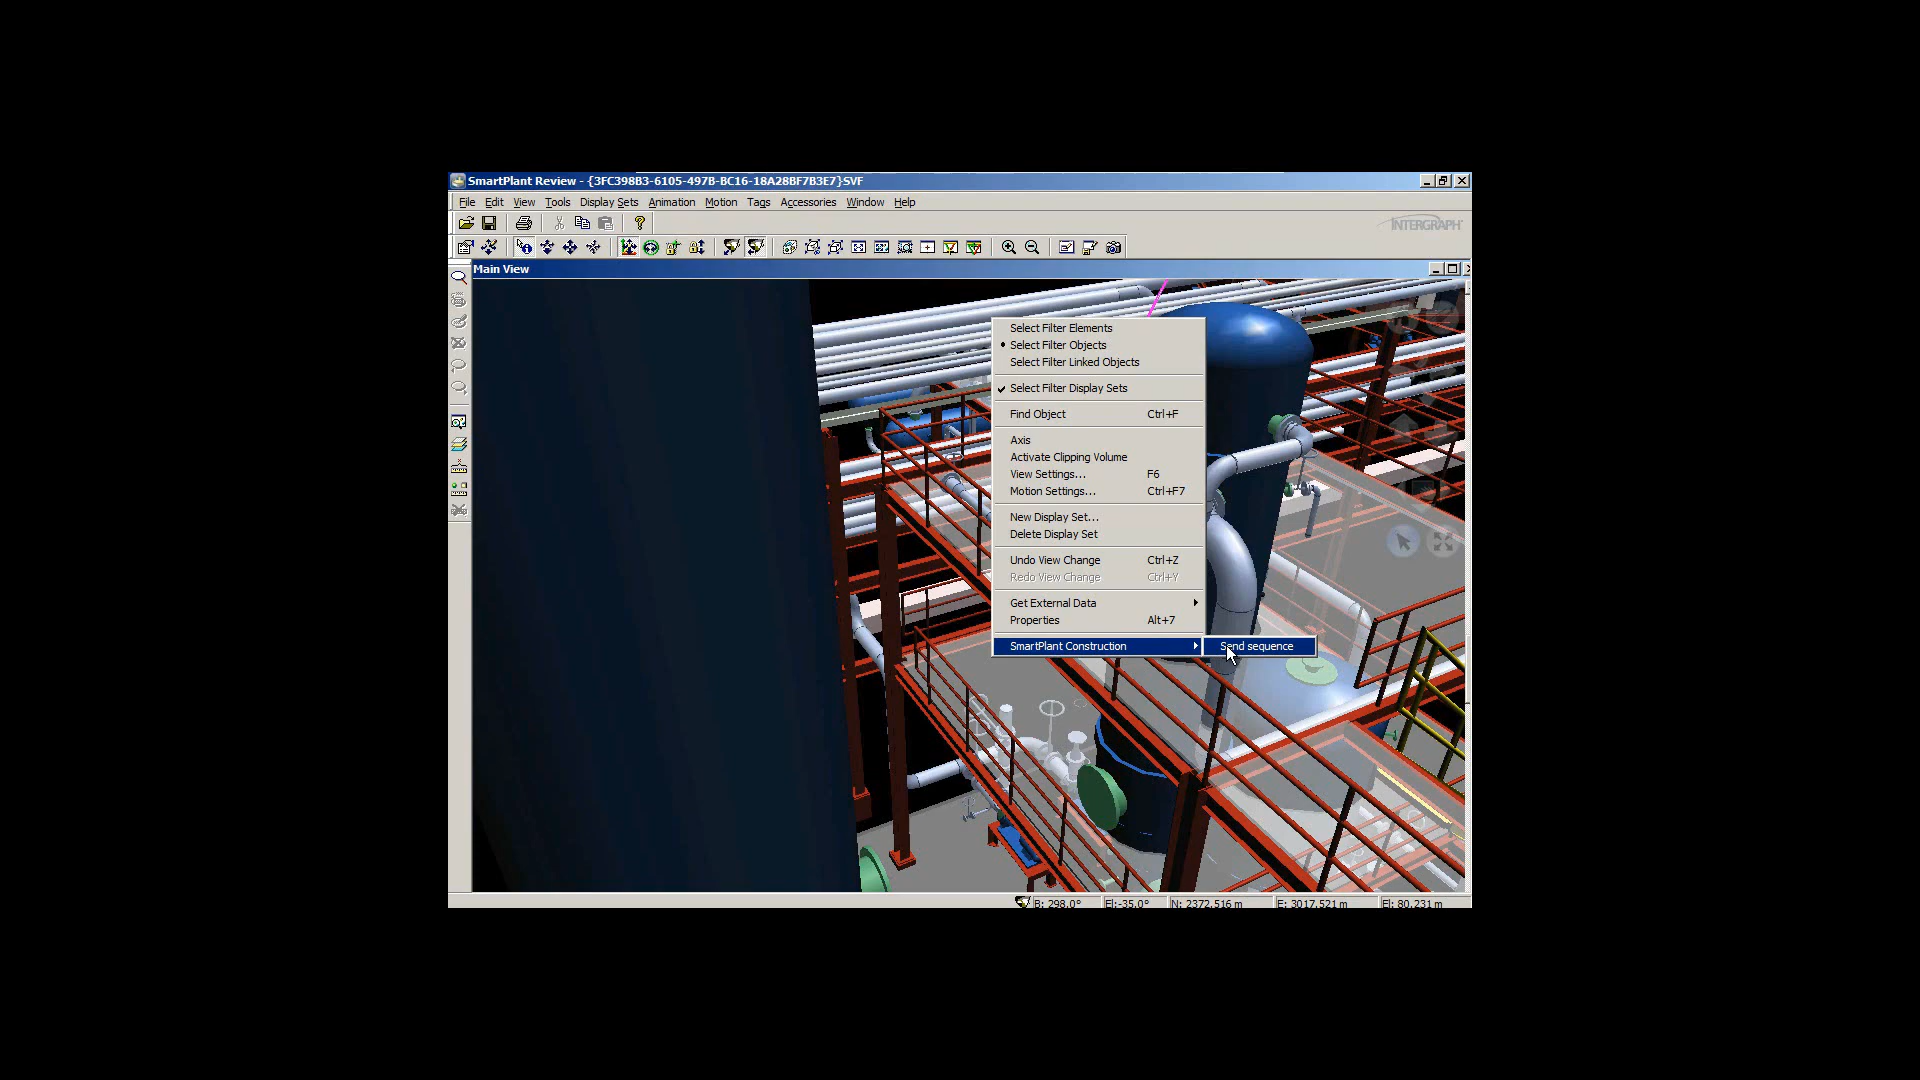 SmartPlant Review - {3FC398B3-6105-497B-BC16-18A28BF7B3E7}SVF
File Edit View Tools Display Sets Animation Motion Tags Accessories Window Help
INTERGRAPH
Main View
Select Filter Elements
Select Filter Objects
Select Filter Linked Objects
Select Filter Display Sets
Find Object Ctrl+F
Axis
Activate Clipping Volume
View Settings... F6
Motion Settings... Ctrl+F7
New Display Set...
Delete Display Set
Undo View Change Ctrl+Z
Redo View Change Ctrl+Y
Get External Data
Properties Alt+7
SmartPlant Construction Send sequence
B: 298.0° El:-35.0° N: 2372.516 m E: 3017.521 m El: 80.231 m